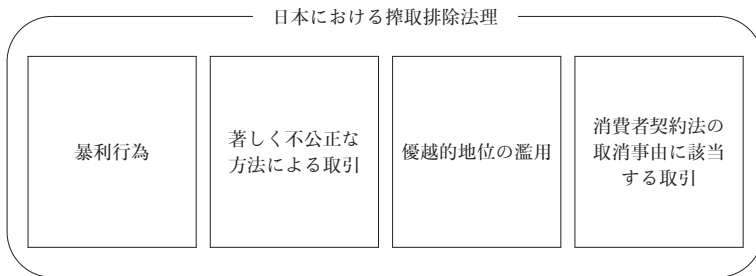 日本における搾取排除法理
暴利行為
著しく不公正な
方法による取引
優越的地位の濫用
消費者契約法の
取消事由に該当
する取引